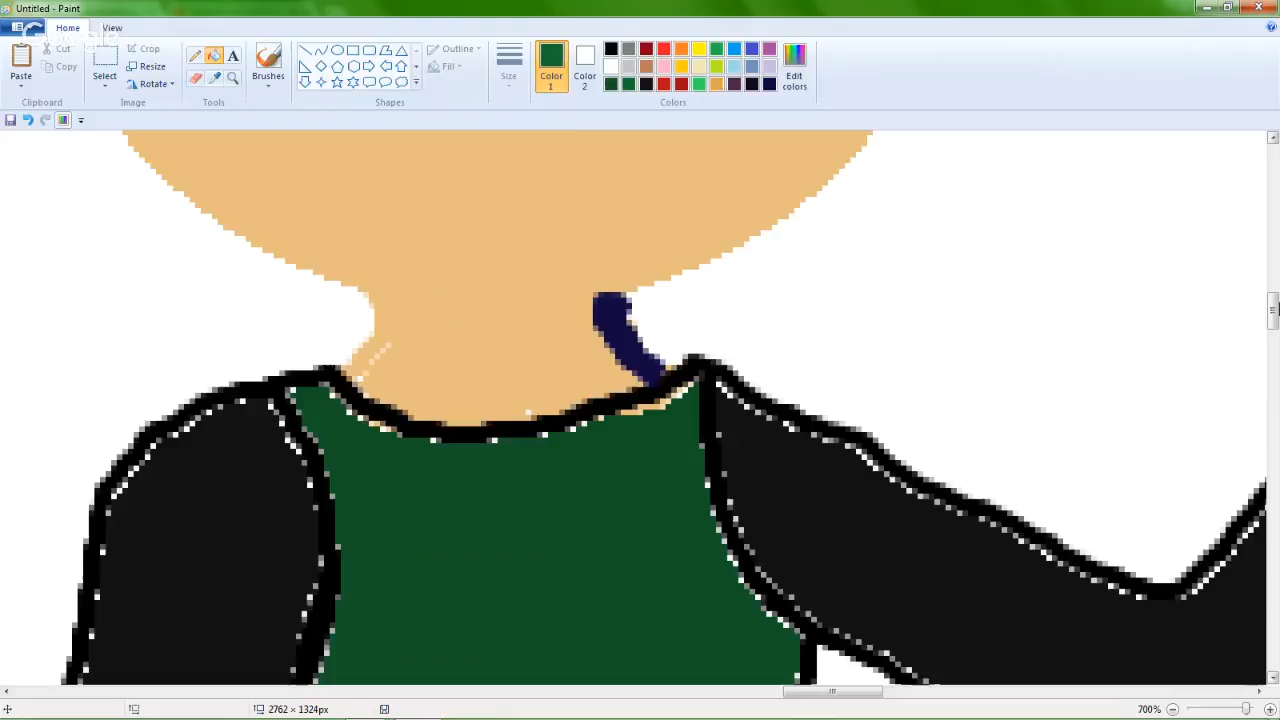 Untitled - Paint
Home
View
Paste
Cut
Copy
Clipboard
Select
Crop
Resize
Rotate
Image
Tools
Brushes
Shapes
Outline
Fill
Size
Color 1
Color 2
Edit colors
Colors
2762 × 1324px
700%